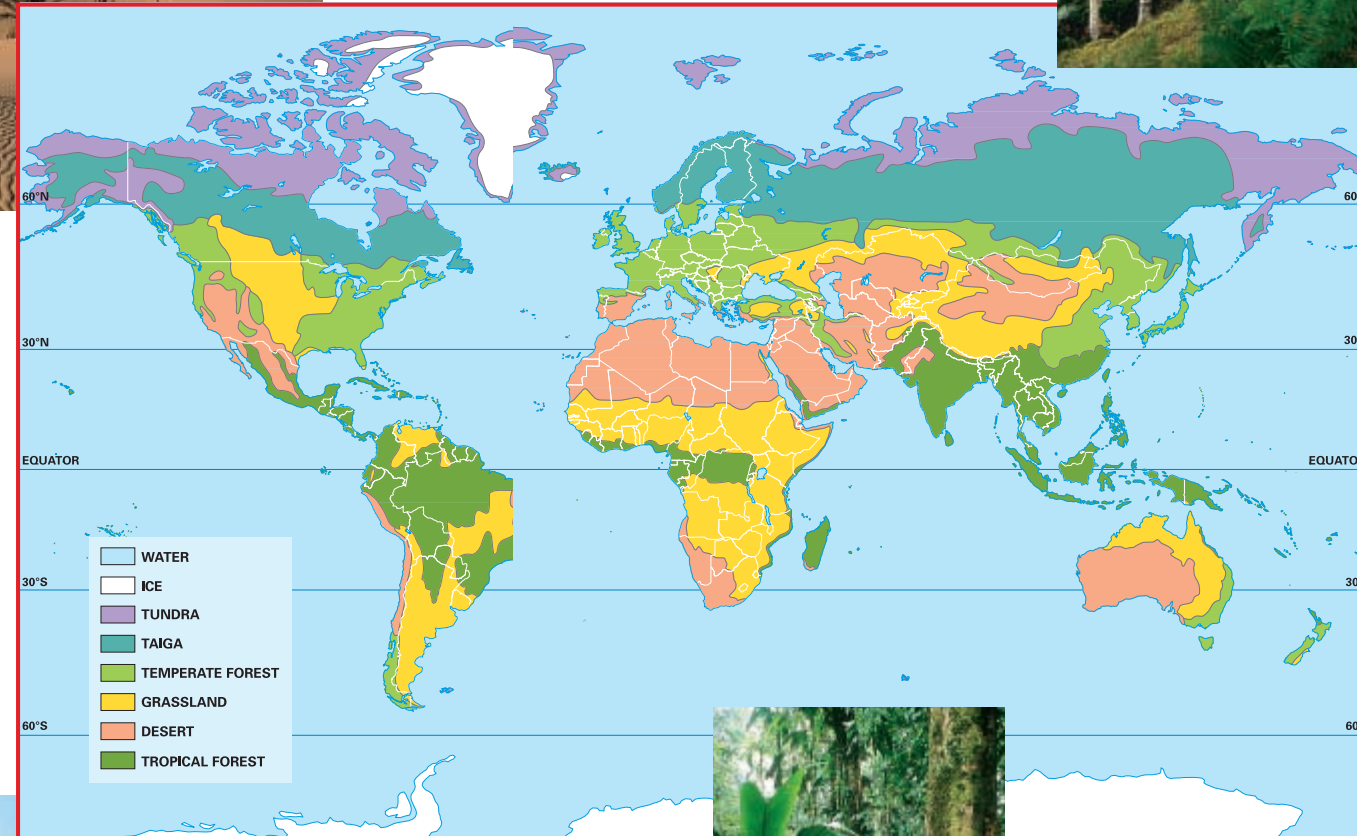 60°N
60
30°N
30
EQUATOR
EQUATO
30°S
30
60°S
60
WATER
ICE
TUNDRA
TAIGA
TEMPERATE FOREST
GRASSLAND
DESERT
TROPICAL FOREST